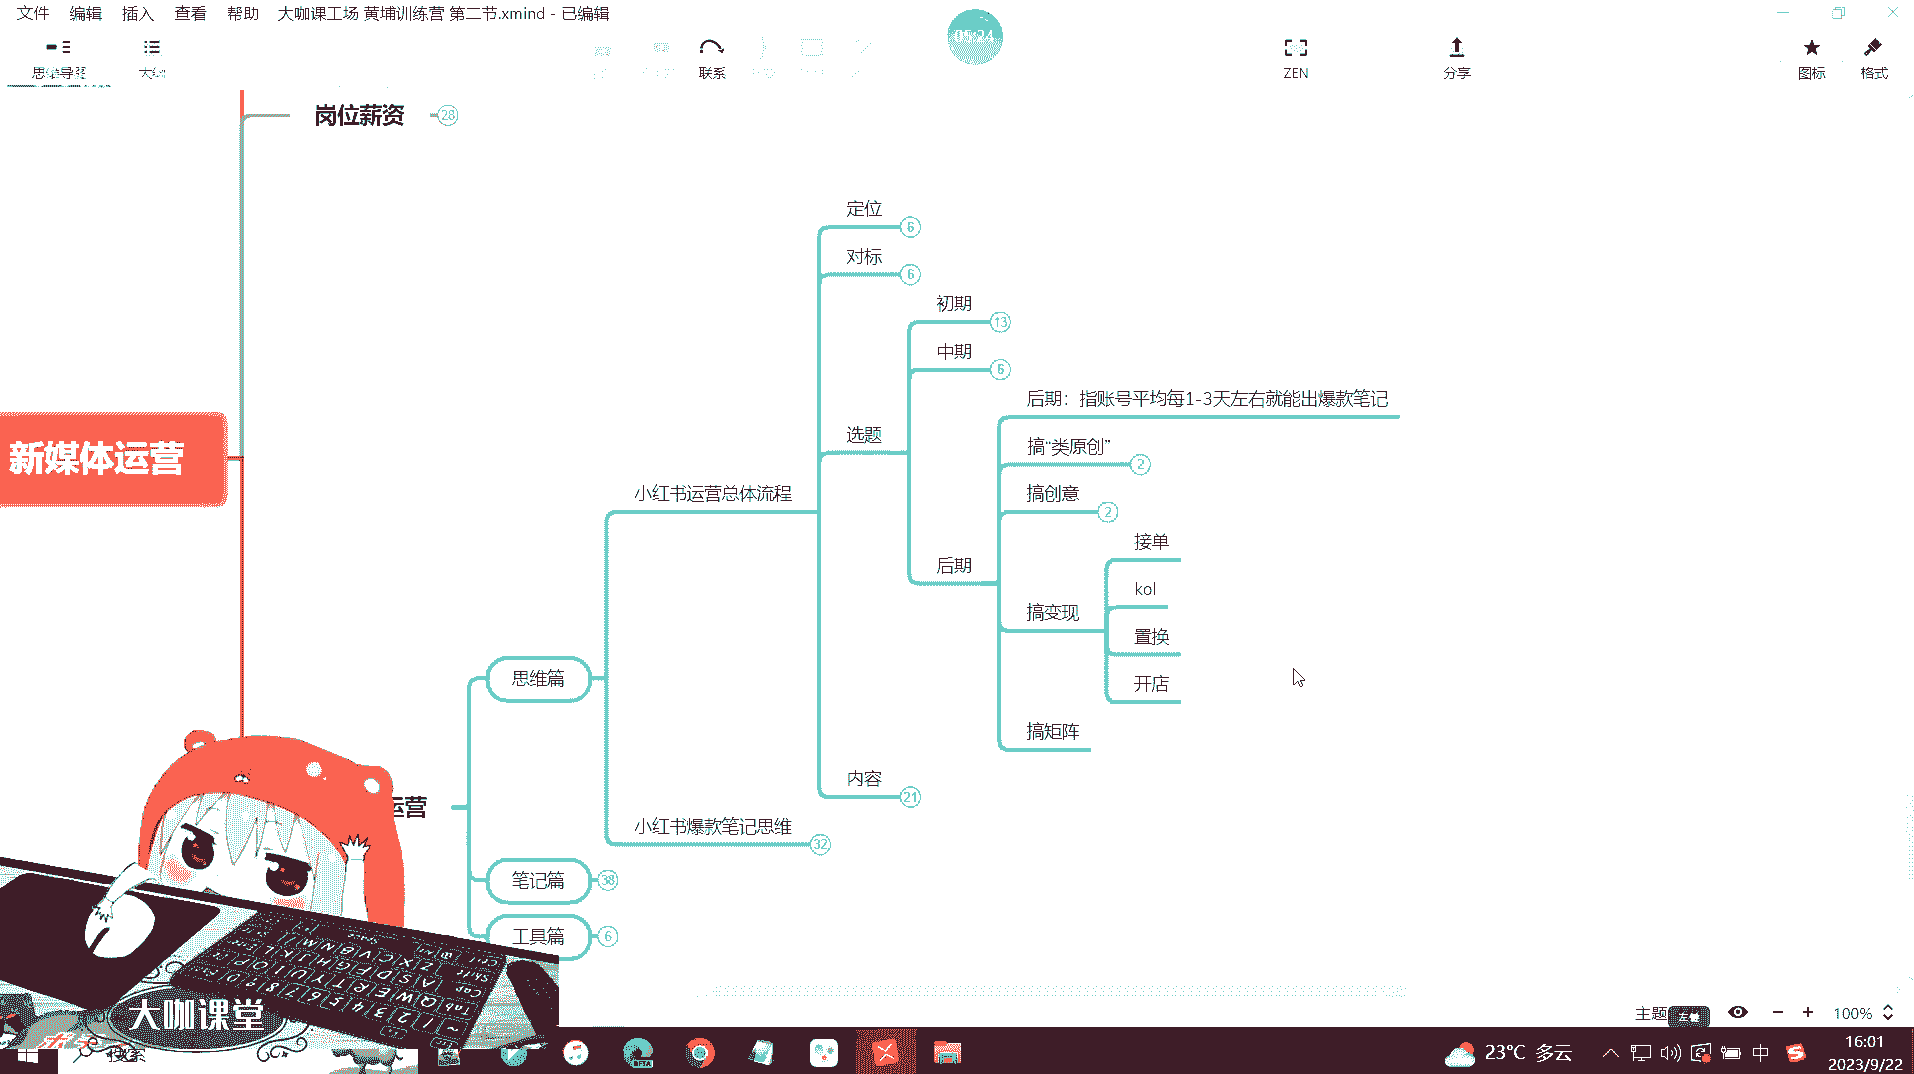 文件 编辑 插入 查看 帮助 大咖课工场 黄埔训练营 第二节.xmind - 已编辑
05:24
思维导图 大纲 联系 ZEN 分享 图标 格式
岗位薪资 28
定位 6
对标 6
初期 13
中期 6
后期：指账号平均每1-3天左右就能出爆款笔记
选题
搞“类原创” 2
新媒体运营
小红书运营总体流程
搞创意 2
接单
后期
kol
搞变现
置换
思维篇
开店
搞矩阵
内容 21
运营
小红书爆款笔记思维 32
笔记篇 38
工具篇 6
大咖课堂
主题
100%
搜索
BETA
23°C 多云
中
16:01
2023/9/22